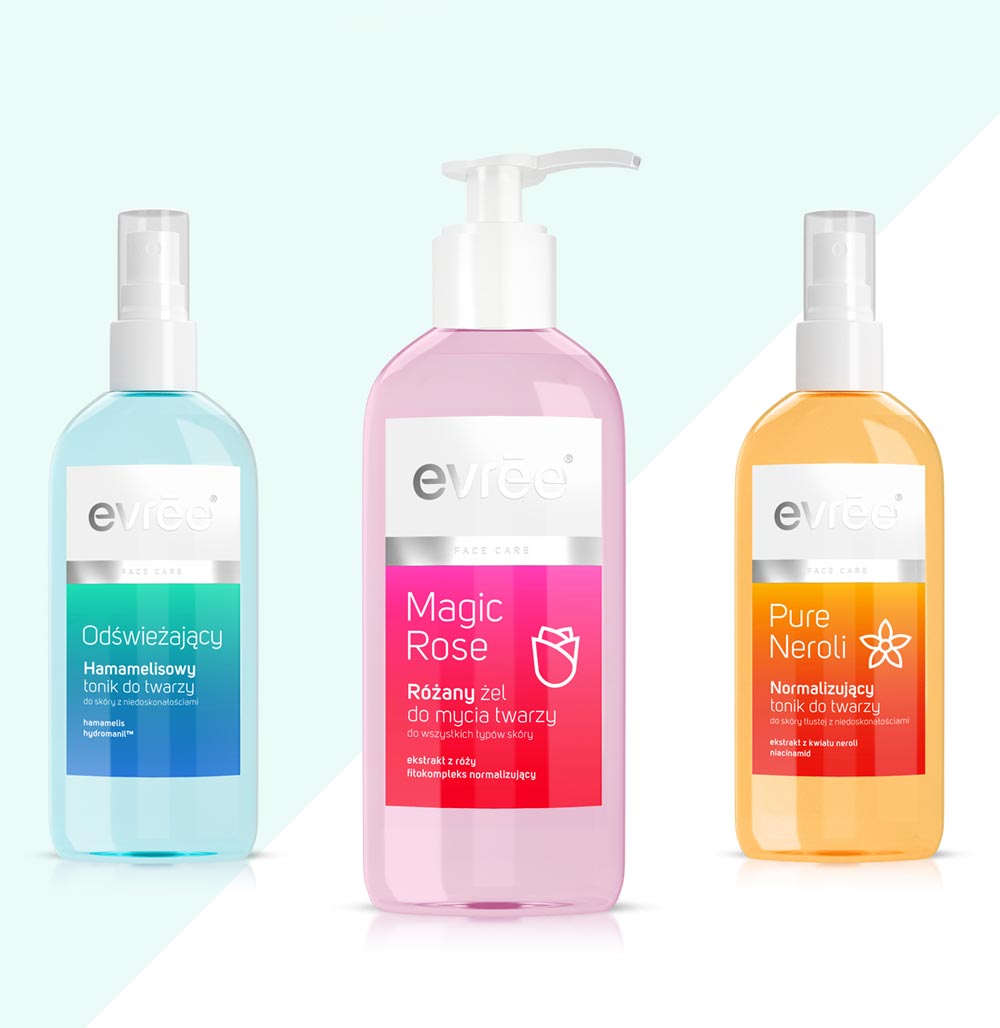 evrēe®
FACE CARE
Odświeżający
Hamamelisowy
tonik do twarzy
do skóry z niedoskonałościami
hamamelis
hydromanil™
evrēe®
FACE CARE
Magic
Rose
Różany żel
do mycia twarzy
do wszystkich typów skóry
ekstrakt z róży
fitokompleks normalizujący
evrēe®
FACE CARE
Pure
Neroli
Normalizujący
tonik do twarzy
do skóry tłustej z niedoskonałościami
ekstrakt z kwiatu neroli
niacinamid